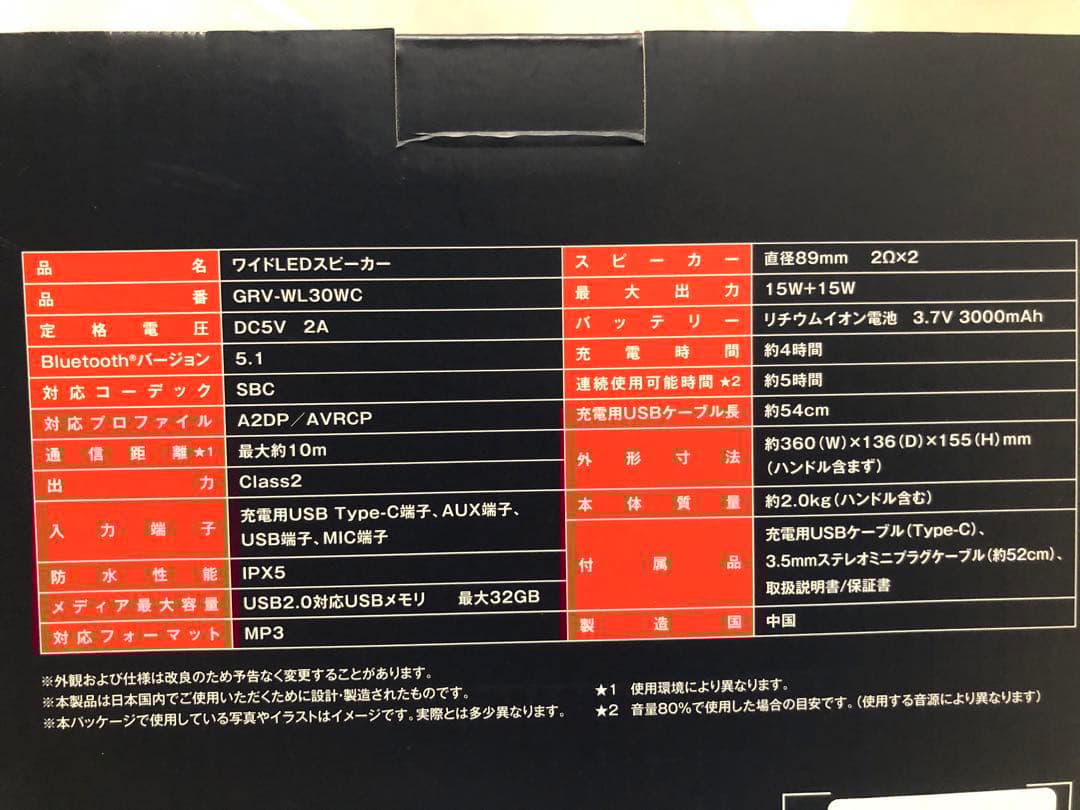 品名 ワイドLEDスピーカー
品番 GRV-WL30WC
定格電圧 DC5V 2A
Bluetooth®バージョン 5.1
対応コーデック SBC
対応プロファイル A2DP／AVRCP
通信距離★1 最大約10m
出力 Class2
入力端子 充電用USB Type-C端子、AUX端子、
USB端子、MIC端子
防水性能 IPX5
メディア最大容量 USB2.0対応USBメモリ 最大32GB
対応フォーマット MP3
スピーカー 直径89mm 2Ω×2
最大出力 15W+15W
バッテリー リチウムイオン電池 3.7V 3000mAh
充電時間 約4時間
連続使用可能時間★2 約5時間
充電用USBケーブル長 約54cm
外形寸法 約360(W)×136(D)×155(H)mm
(ハンドル含まず)
本体質量 約2.0kg(ハンドル含む)
付属品 充電用USBケーブル(Type-C)、
3.5mmステレオミニプラグケーブル(約52cm)、
取扱説明書/保証書
製造国 中国
※外観および仕様は改良のため予告なく変更することがあります。
※本製品は日本国内でご使用いただくために設計・製造されたものです。
※本パッケージで使用している写真やイラストはイメージです。実際とは多少異なります。
★1 使用環境により異なります。
★2 音量80%で使用した場合の目安です。(使用する音源により異なります)